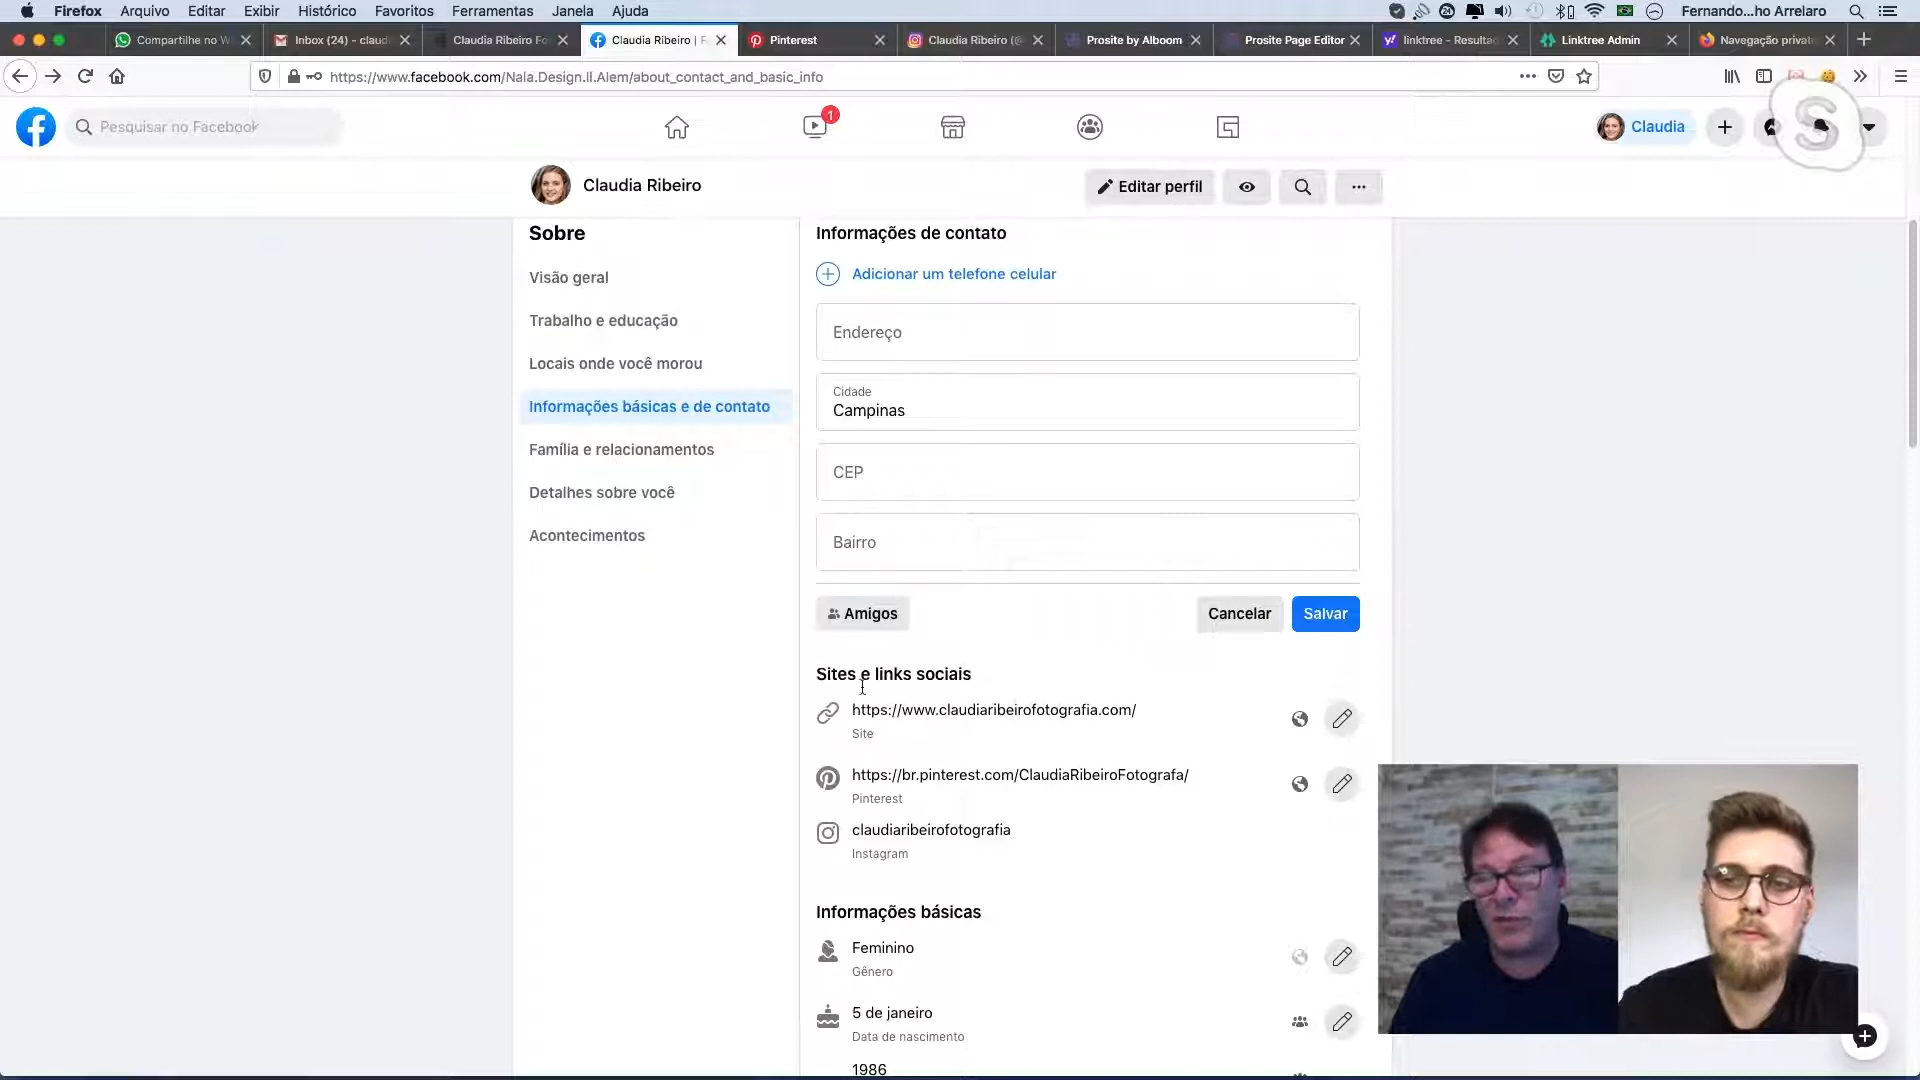 Firefox Arquivo Editar Exibir Histórico Favoritos Ferramentas Janela Ajuda Fernando...ho Arrelaro
Compartilhe no W Inbox (24) - claud Claudia Ribeiro Fo Claudia Ribeiro | F Pinterest Claudia Ribeiro (@ Prosite by Alboom Prosite Page Editor linktree - Resultad Linktree Admin Navegação privat
https://www.facebook.com/Nala.Design.Il.Alem/about_contact_and_basic_info
Pesquisar no Facebook
1
Claudia
Claudia Ribeiro
Editar perfil
Sobre
Visão geral
Trabalho e educação
Locais onde você morou
Informações básicas e de contato
Família e relacionamentos
Detalhes sobre você
Acontecimentos
Informações de contato
Adicionar um telefone celular
Endereço
Cidade
Campinas
CEP
Bairro
Amigos
Cancelar
Salvar
Sites e links sociais
https://www.claudiaribeirofotografia.com/
Site
https://br.pinterest.com/ClaudiaRibeiroFotografa/
Pinterest
claudiaribeirofotografia
Instagram
Informações básicas
Feminino
Gênero
5 de janeiro
Data de nascimento
1986